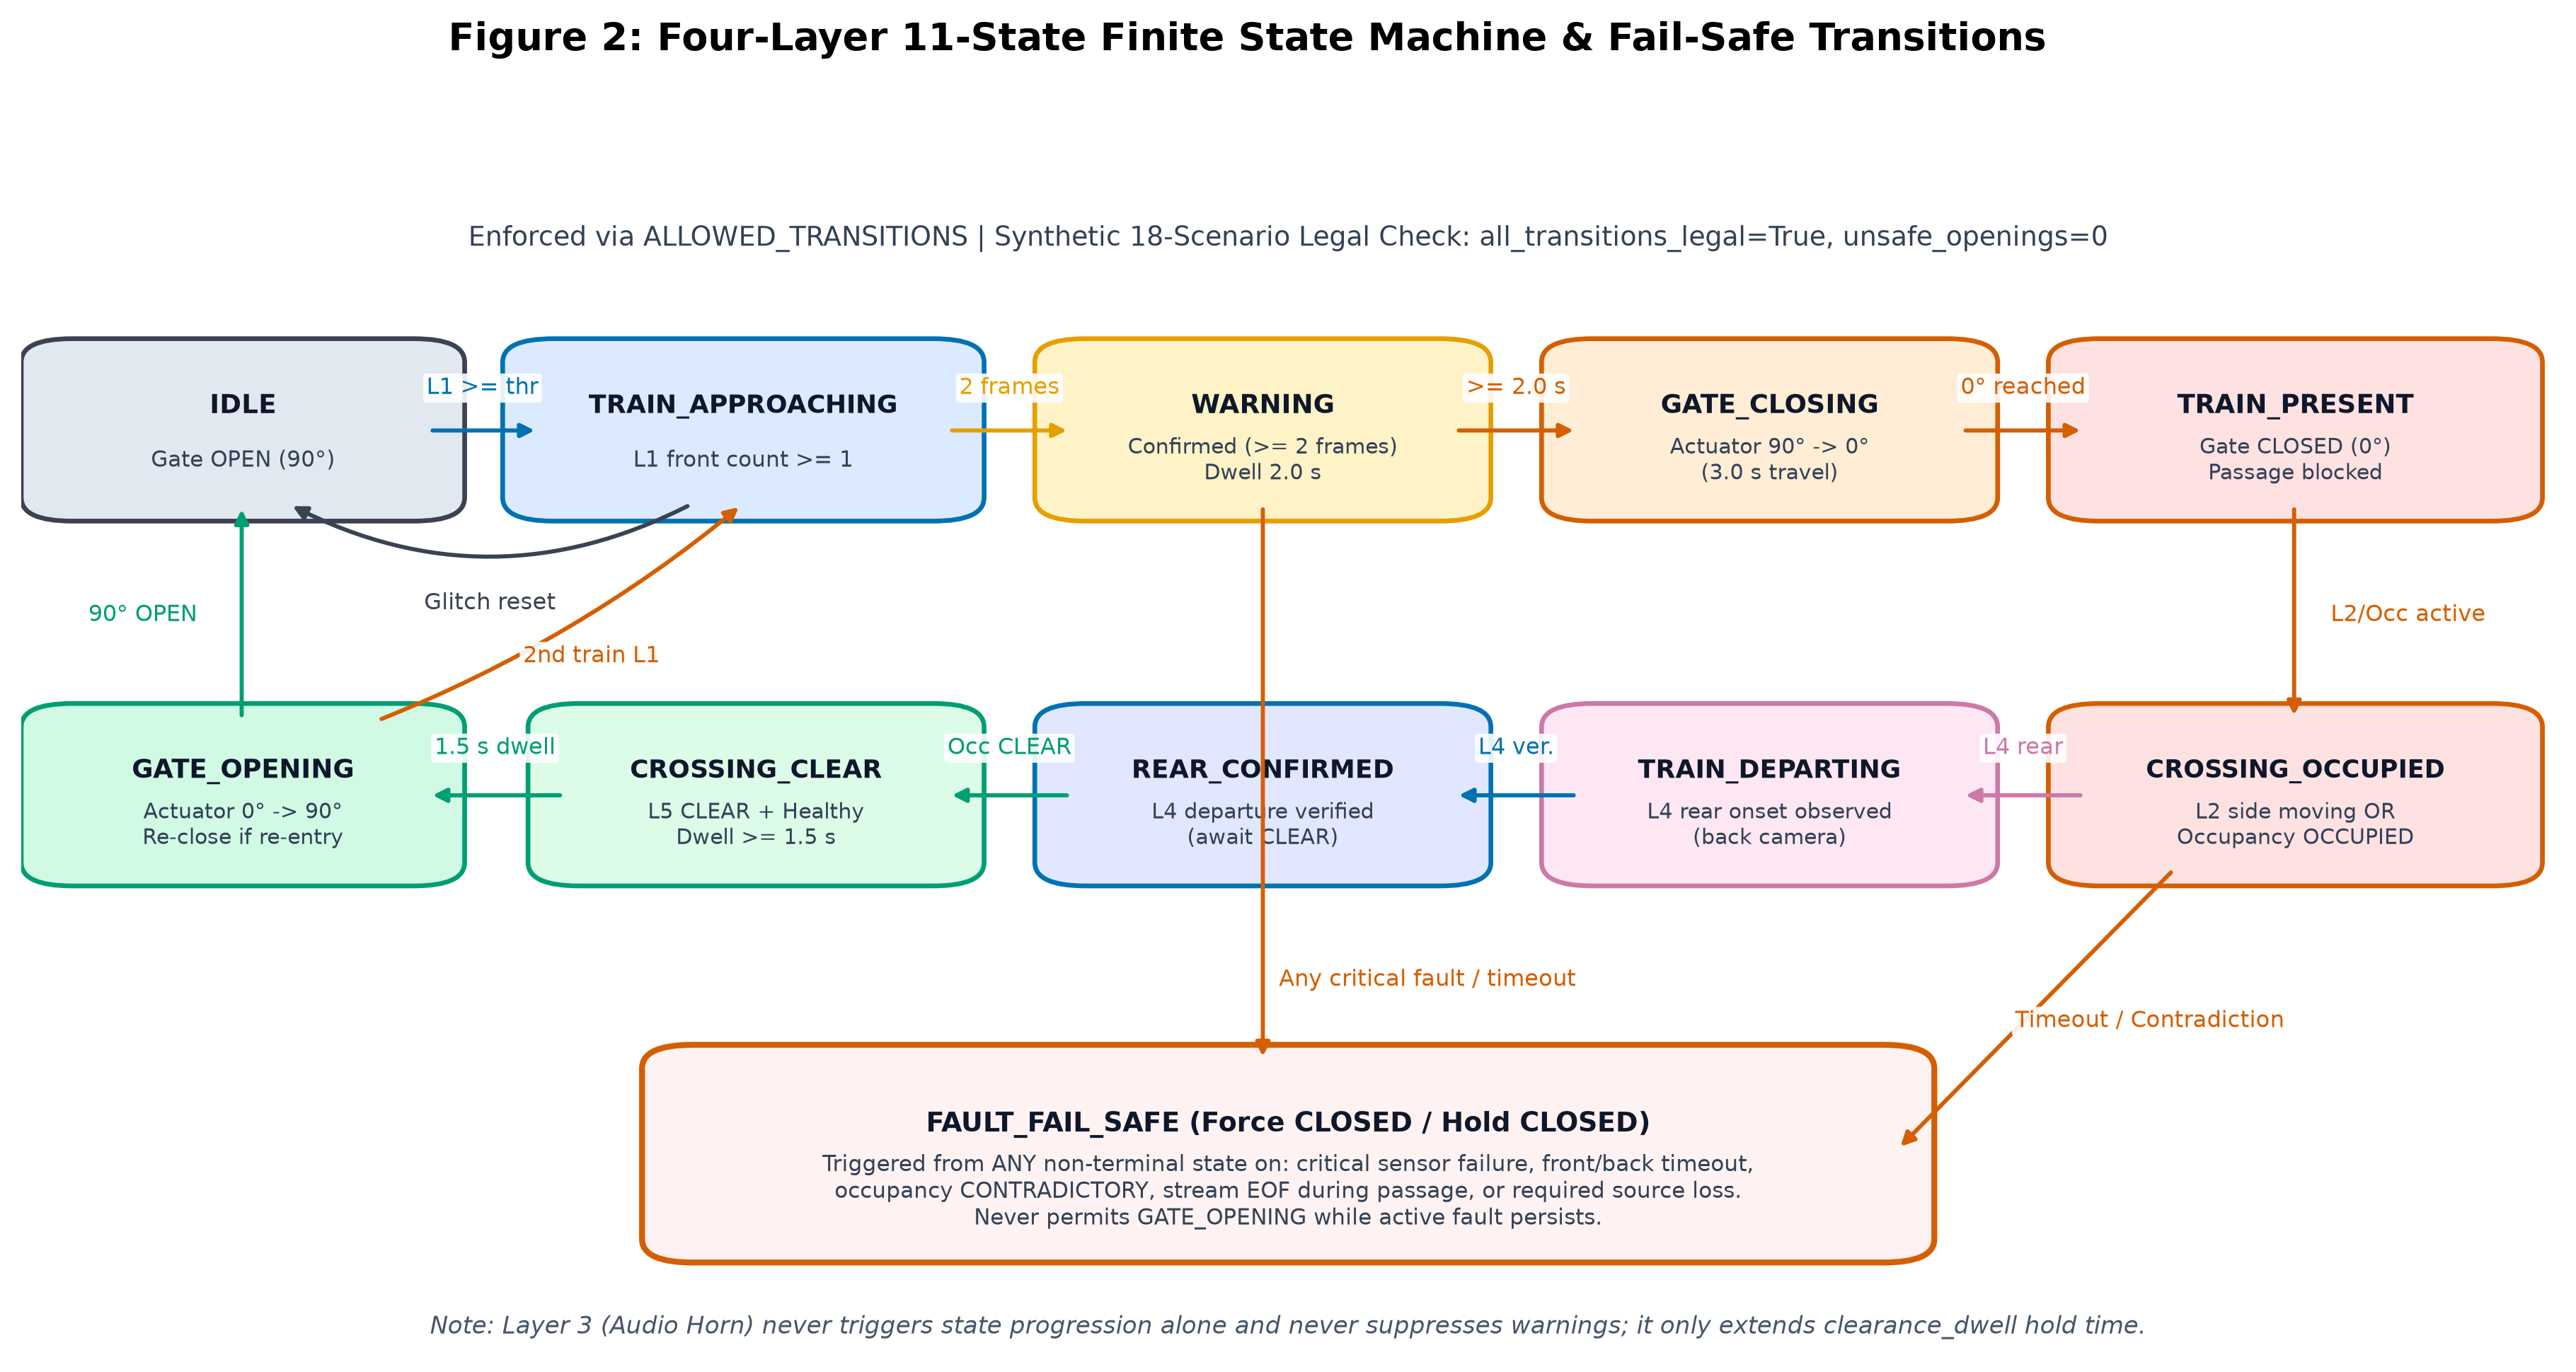 Figure 2: Four-Layer 11-State Finite State Machine & Fail-Safe Transitions
Enforced via ALLOWED_TRANSITIONS | Synthetic 18-Scenario Legal Check: all_transitions_legal=True, unsafe_openings=0
IDLE
Gate OPEN (90°)
L1 >= thr
TRAIN_APPROACHING
L1 front count >= 1
2 frames
WARNING
Confirmed (>= 2 frames)
Dwell 2.0 s
>= 2.0 s
GATE_CLOSING
Actuator 90° -> 0°
(3.0 s travel)
0° reached
TRAIN_PRESENT
Gate CLOSED (0°)
Passage blocked
90° OPEN
Glitch reset
2nd train L1
L2/Occ active
GATE_OPENING
Actuator 0° -> 90°
Re-close if re-entry
1.5 s dwell
CROSSING_CLEAR
L5 CLEAR + Healthy
Dwell >= 1.5 s
Occ CLEAR
REAR_CONFIRMED
L4 departure verified
(await CLEAR)
L4 ver.
TRAIN_DEPARTING
L4 rear onset observed
(back camera)
L4 rear
CROSSING_OCCUPIED
L2 side moving OR
Occupancy OCCUPIED
Any critical fault / timeout
Timeout / Contradiction
FAULT_FAIL_SAFE (Force CLOSED / Hold CLOSED)
Triggered from ANY non-terminal state on: critical sensor failure, front/back timeout,
occupancy CONTRADICTORY, stream EOF during passage, or required source loss.
Never permits GATE_OPENING while active fault persists.
Note: Layer 3 (Audio Horn) never triggers state progression alone and never suppresses warnings; it only extends clearance_dwell hold time.